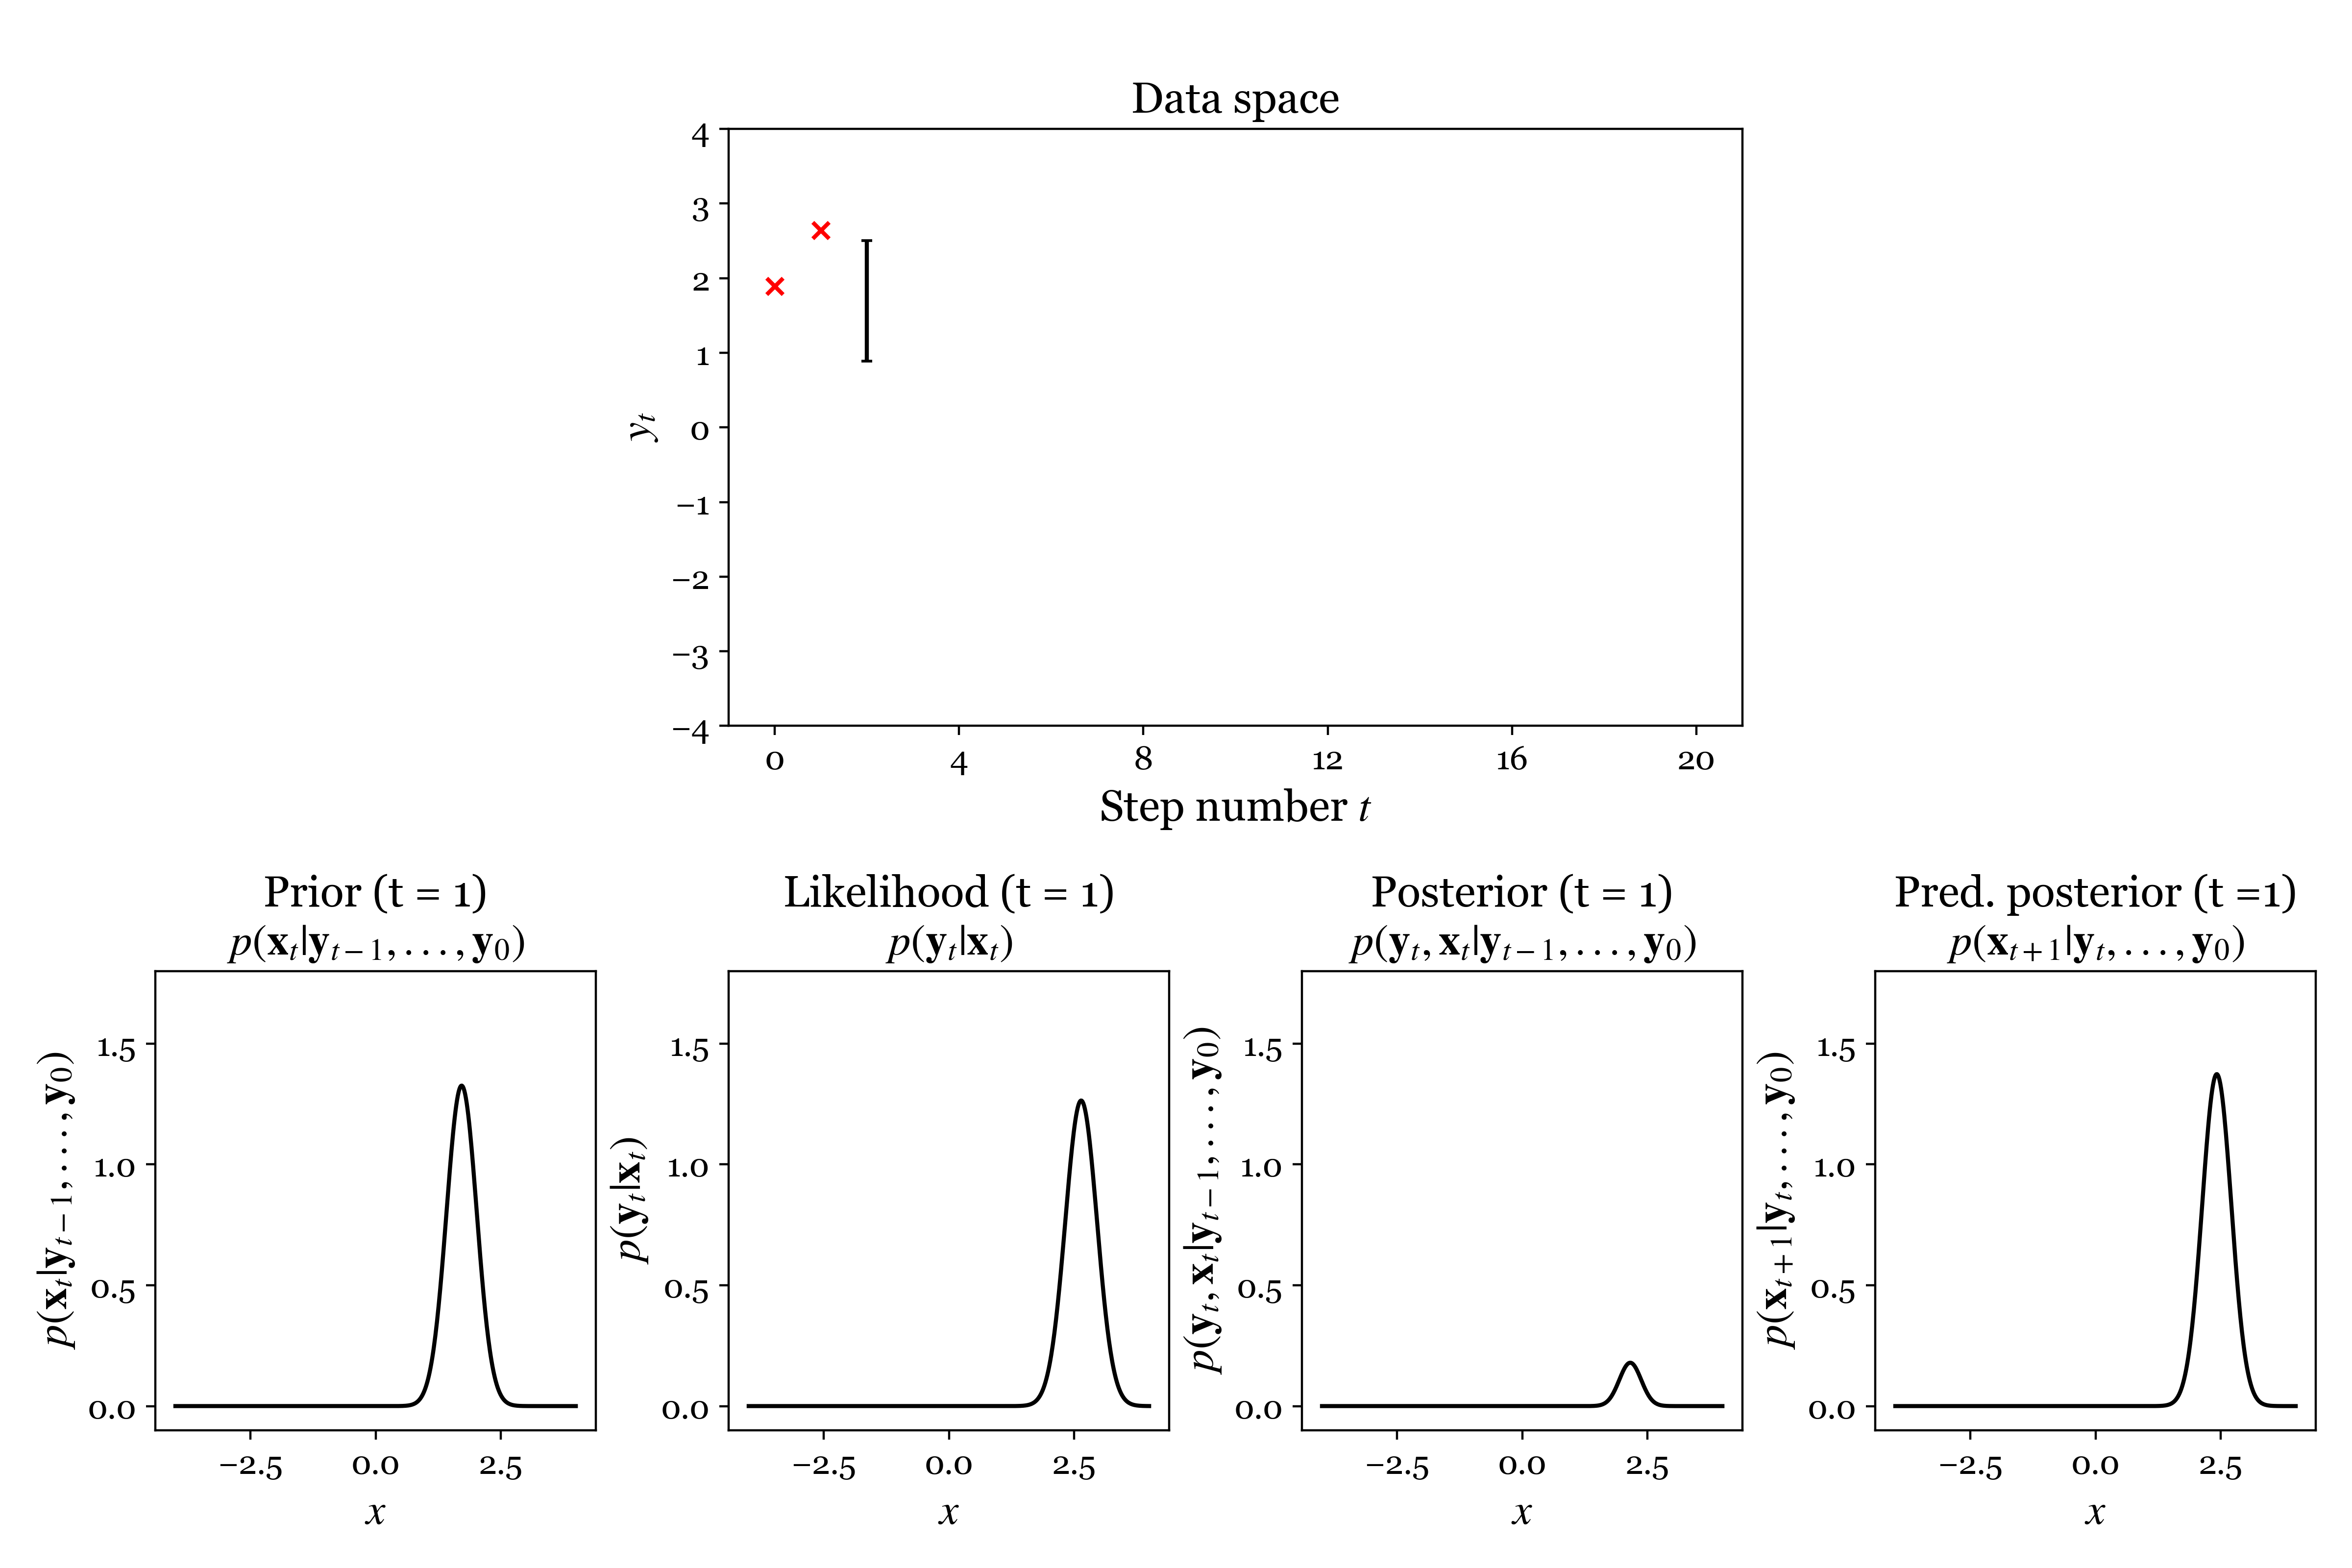 Data space
4
3
2
1
0
−1
−2
−3
−4
y_t
0 4 8 12 16 20
Step number t
Prior (t = 1)
p(x_t|y_{t−1}, . . . , y_0)
p(x_t|y_{t−1}, . . . , y_0)
1.5
1.0
0.5
0.0
−2.5 0.0 2.5
x
Likelihood (t = 1)
p(y_t|x_t)
p(y_t|x_t)
1.5
1.0
0.5
0.0
−2.5 0.0 2.5
x
Posterior (t = 1)
p(y_t, x_t|y_{t−1}, . . . , y_0)
p(y_t, x_t|y_{t−1}, . . . , y_0)
1.5
1.0
0.5
0.0
−2.5 0.0 2.5
x
Pred. posterior (t =1)
p(x_{t+1}|y_t, . . . , y_0)
p(x_{t+1}|y_t, . . . , y_0)
1.5
1.0
0.5
0.0
−2.5 0.0 2.5
x